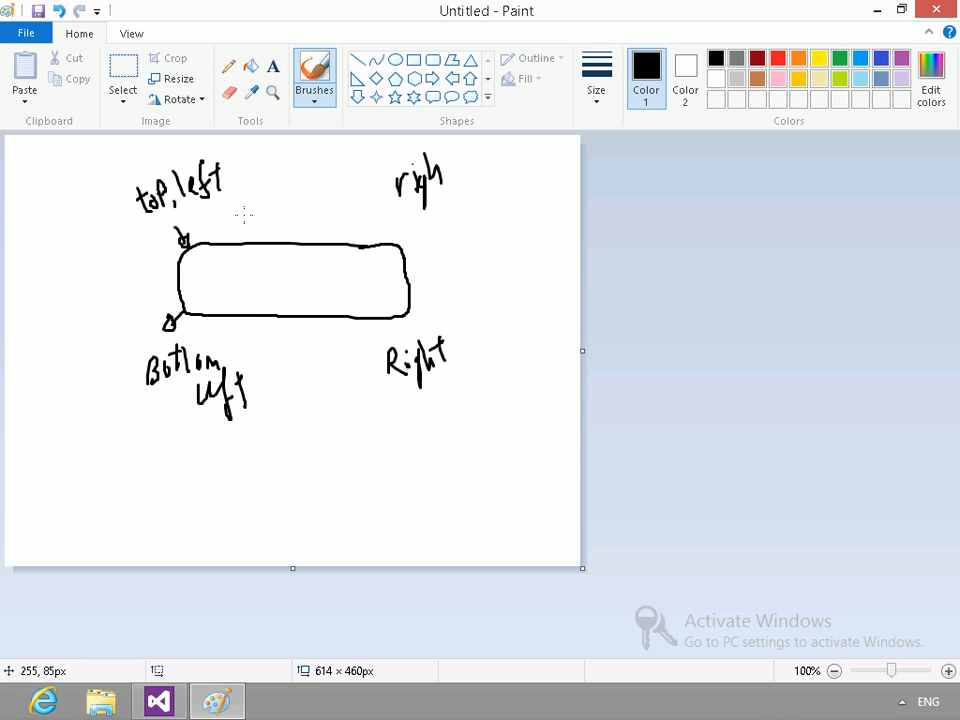 Untitled - Paint
File Home View
Paste Cut Copy Select Crop Resize Rotate Brushes Outline Fill Size Color 1 Color 2 Edit colors
Clipboard Image Tools Shapes Colors
top, left righ
Bottom Right
left
Activate Windows
Go to PC settings to activate Windows.
255, 85px 614 × 460px 100%
ENG